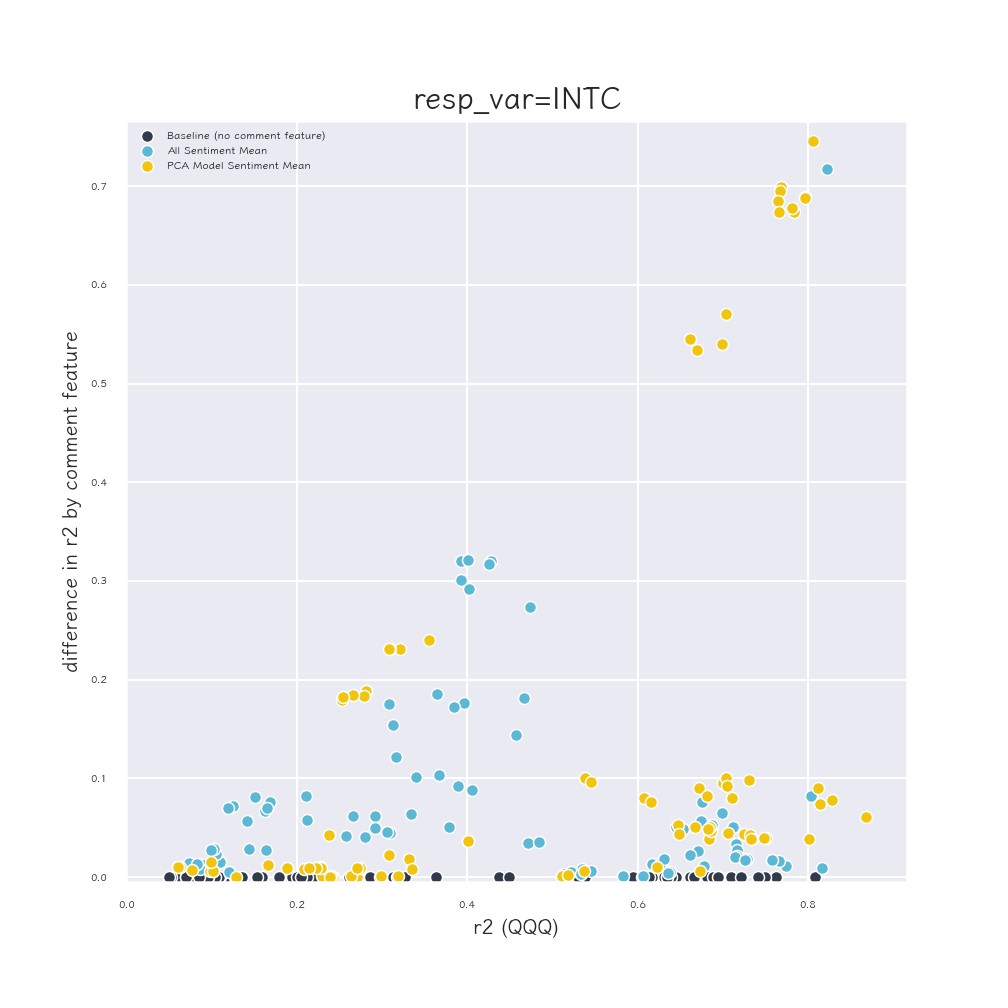 resp_var=INTC
Baseline (no comment feature)
All Sentiment Mean
PCA Model Sentiment Mean
difference in r2 by comment feature
0.7
0.6
0.5
0.4
0.3
0.2
0.1
0.0
0.0 0.2 0.4 0.6 0.8
r2 (QQQ)